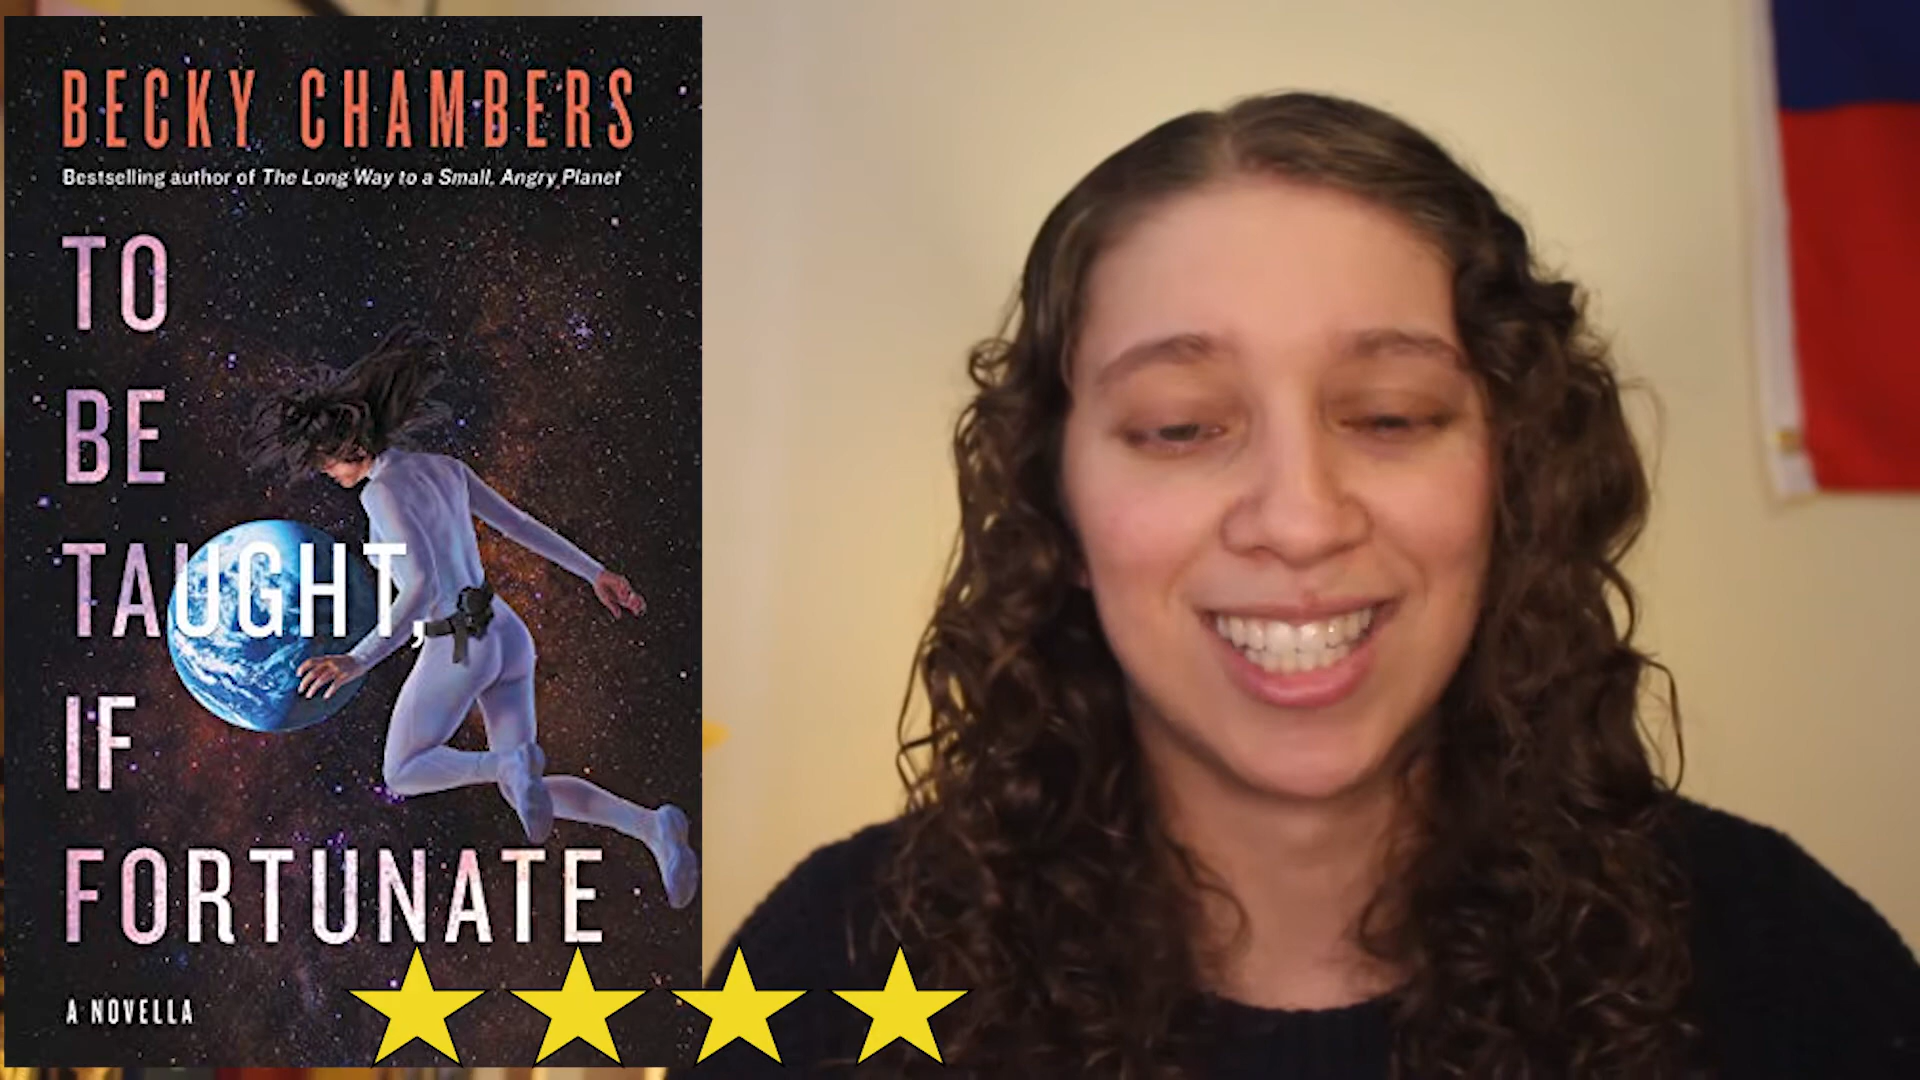 BECKY CHAMBERS
Bestselling author of The Long Way to a Small, Angry Planet
TO
BE
TAUGHT,
IF
FORTUNATE
A NOVELLA